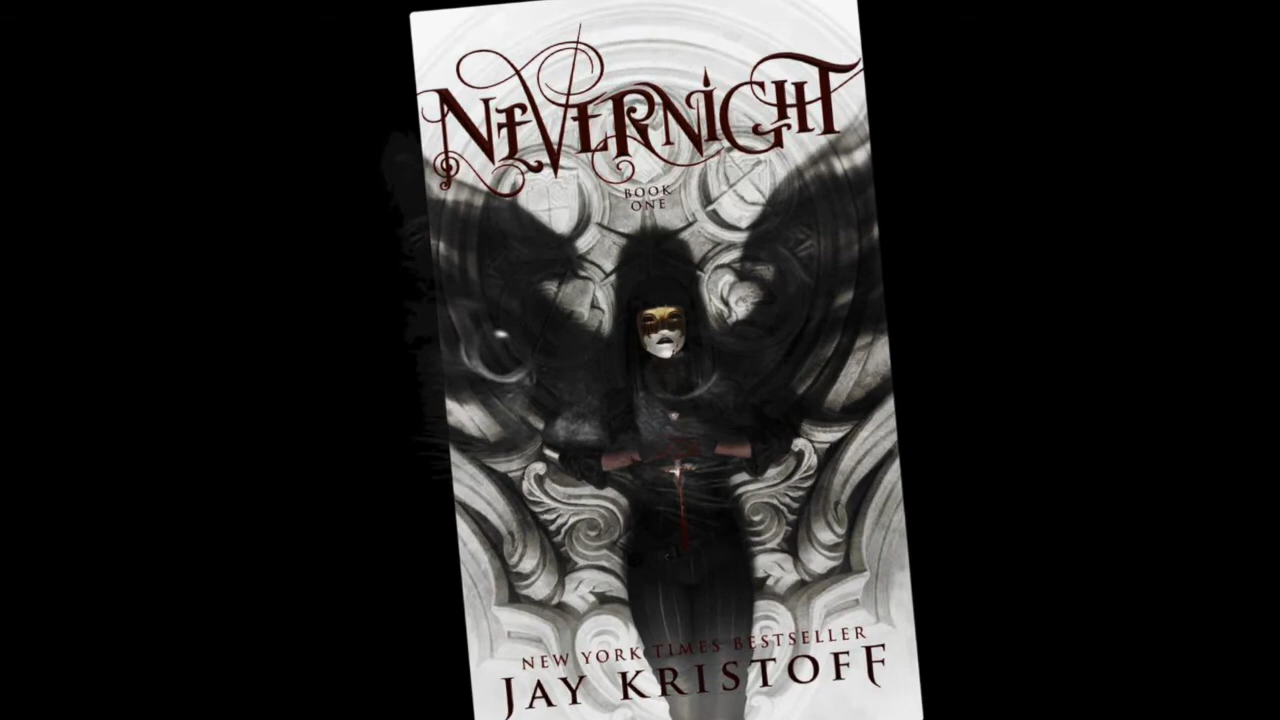 NEVERNIGHT
BOOK
ONE
NEW YORK TIMES BESTSELLER
JAY KRISTOFF